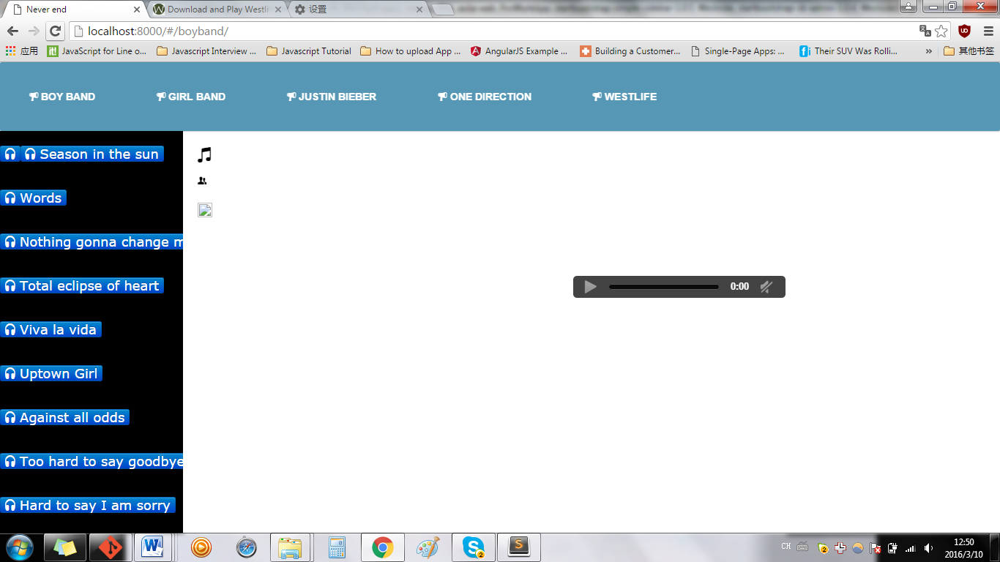 Never end
Download and Play Westli
设置
localhost:8000/#/boyband/
应用
it!
JavaScript for Line o...
Javascript Interview ...
Javascript Tutorial
How to upload App ...
AngularJS Example ...
Building a Customer...
Single-Page Apps: ...
Their SUV Was Rolli...
»
其他书签
BOY BAND
GIRL BAND
JUSTIN BIEBER
ONE DIRECTION
WESTLIFE
Season in the sun
Words
Nothing gonna change m
Total eclipse of heart
Viva la vida
Uptown Girl
Against all odds
Too hard to say goodbye
Hard to say I am sorry
0:00
CH
12:50
2016/3/10